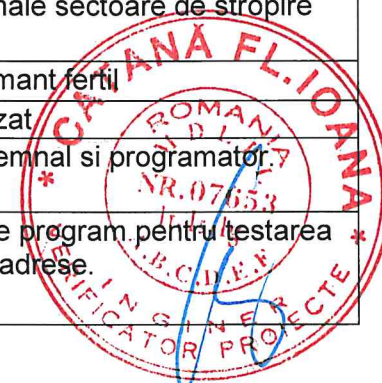 nale sectoare de stropire
mant fertil
zat
emnal si programator.
e program pentru testarea
adrese.
* CATANĂ FL. IOANA *
ROMANIA
NR. 07653
.B.C.D.E.F
INGINER
VERIFICATOR PROIECTE